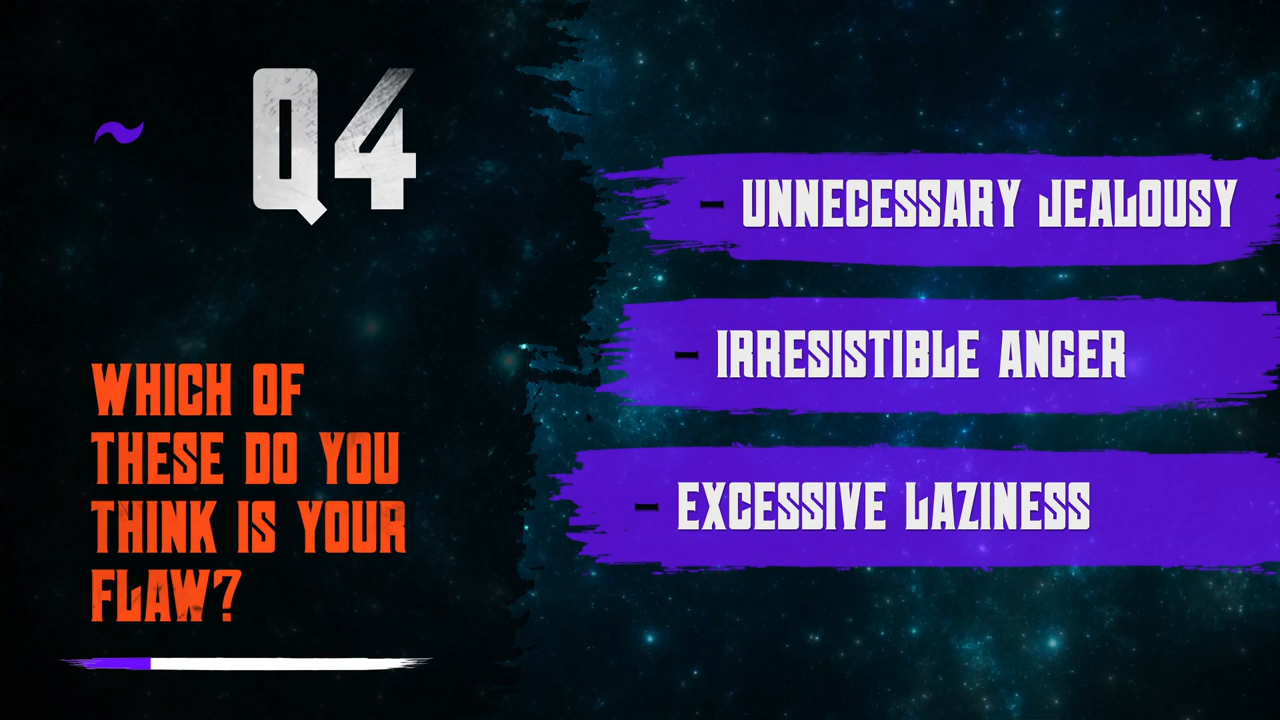 ~ Q4
WHICH OF
THESE DO YOU
THINK IS YOUR
FLAW?
- UNNECESSARY JEALOUSY
- IRRESISTIBLE ANGER
- EXCESSIVE LAZINESS